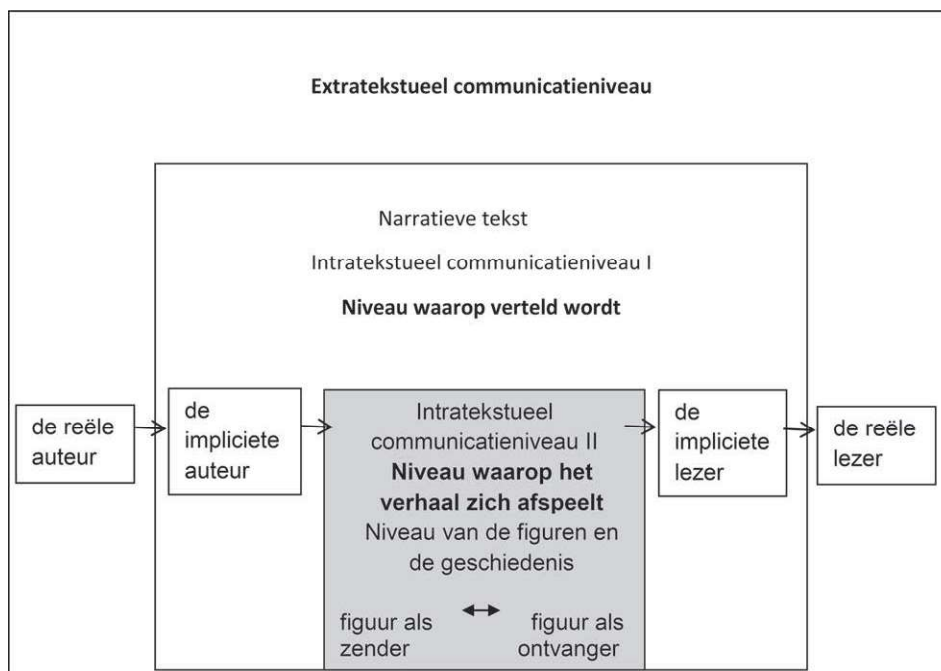 Extratekstueel communicatieniveau
Narratieve tekst
Intratekstueel communicatieniveau I
Niveau waarop verteld wordt
de reële
auteur
de
impliciete
auteur
Intratekstueel
communicatieniveau II
Niveau waarop het
verhaal zich afspeelt
Niveau van de figuren en
de geschiedenis
figuur als
zender
figuur als
ontvanger
de
impliciete
lezer
de reële
lezer